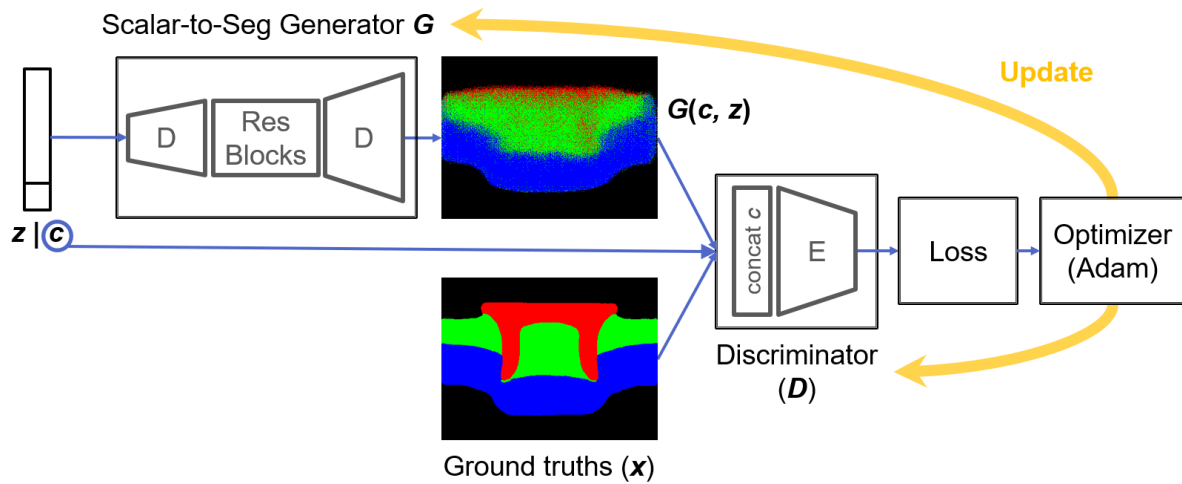 Scalar-to-Seg Generator G
Update
D
Res
Blocks
D
G(c, z)
z | c
concat c
E
Loss
Optimizer
(Adam)
Discriminator
(D)
Ground truths (x)